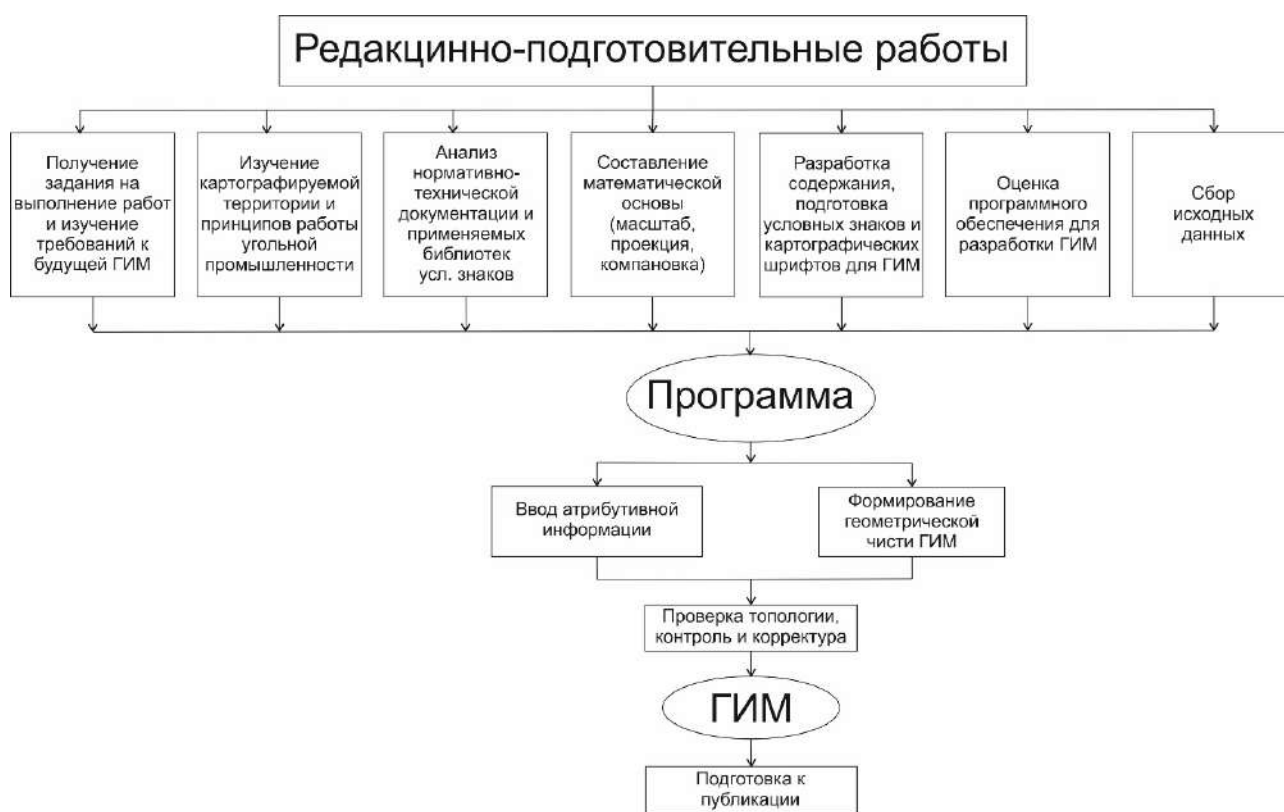 Редакцинно-подготовительные работы
Получение
задания на
выполнение работ
и изучение
требований к
будущей ГИМ
Изучение
картографируемой
территории и
принципов работы
угольной
промышленности
Анализ
нормативно-
технической
документации и
применяемых
библиотек
усл. знаков
Составление
математической
основы
(масштаб,
проекция,
компановка)
Разработка
содержания,
подготовка
условных знаков и
картографических
шрифтов для ГИМ
Оценка
программного
обеспечения для
разработки ГИМ
Сбор
исходных
данных
Программа
Ввод атрибутивной
информации
Формирование
геометрической
чисти ГИМ
Проверка топологии,
контроль и корректура
ГИМ
Подготовка к
публикации